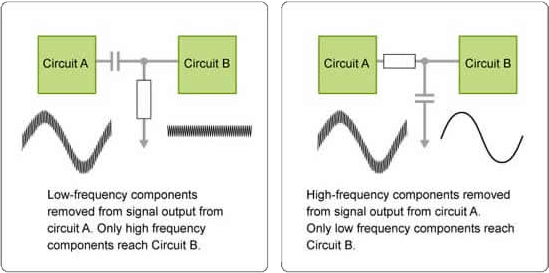 Circuit A
Circuit B
Low-frequency components
removed from signal output from
circuit A. Only high frequency
components reach Circuit B.
Circuit A
Circuit B
High-frequency components removed
from signal output from circuit A.
Only low frequency components reach
Circuit B.